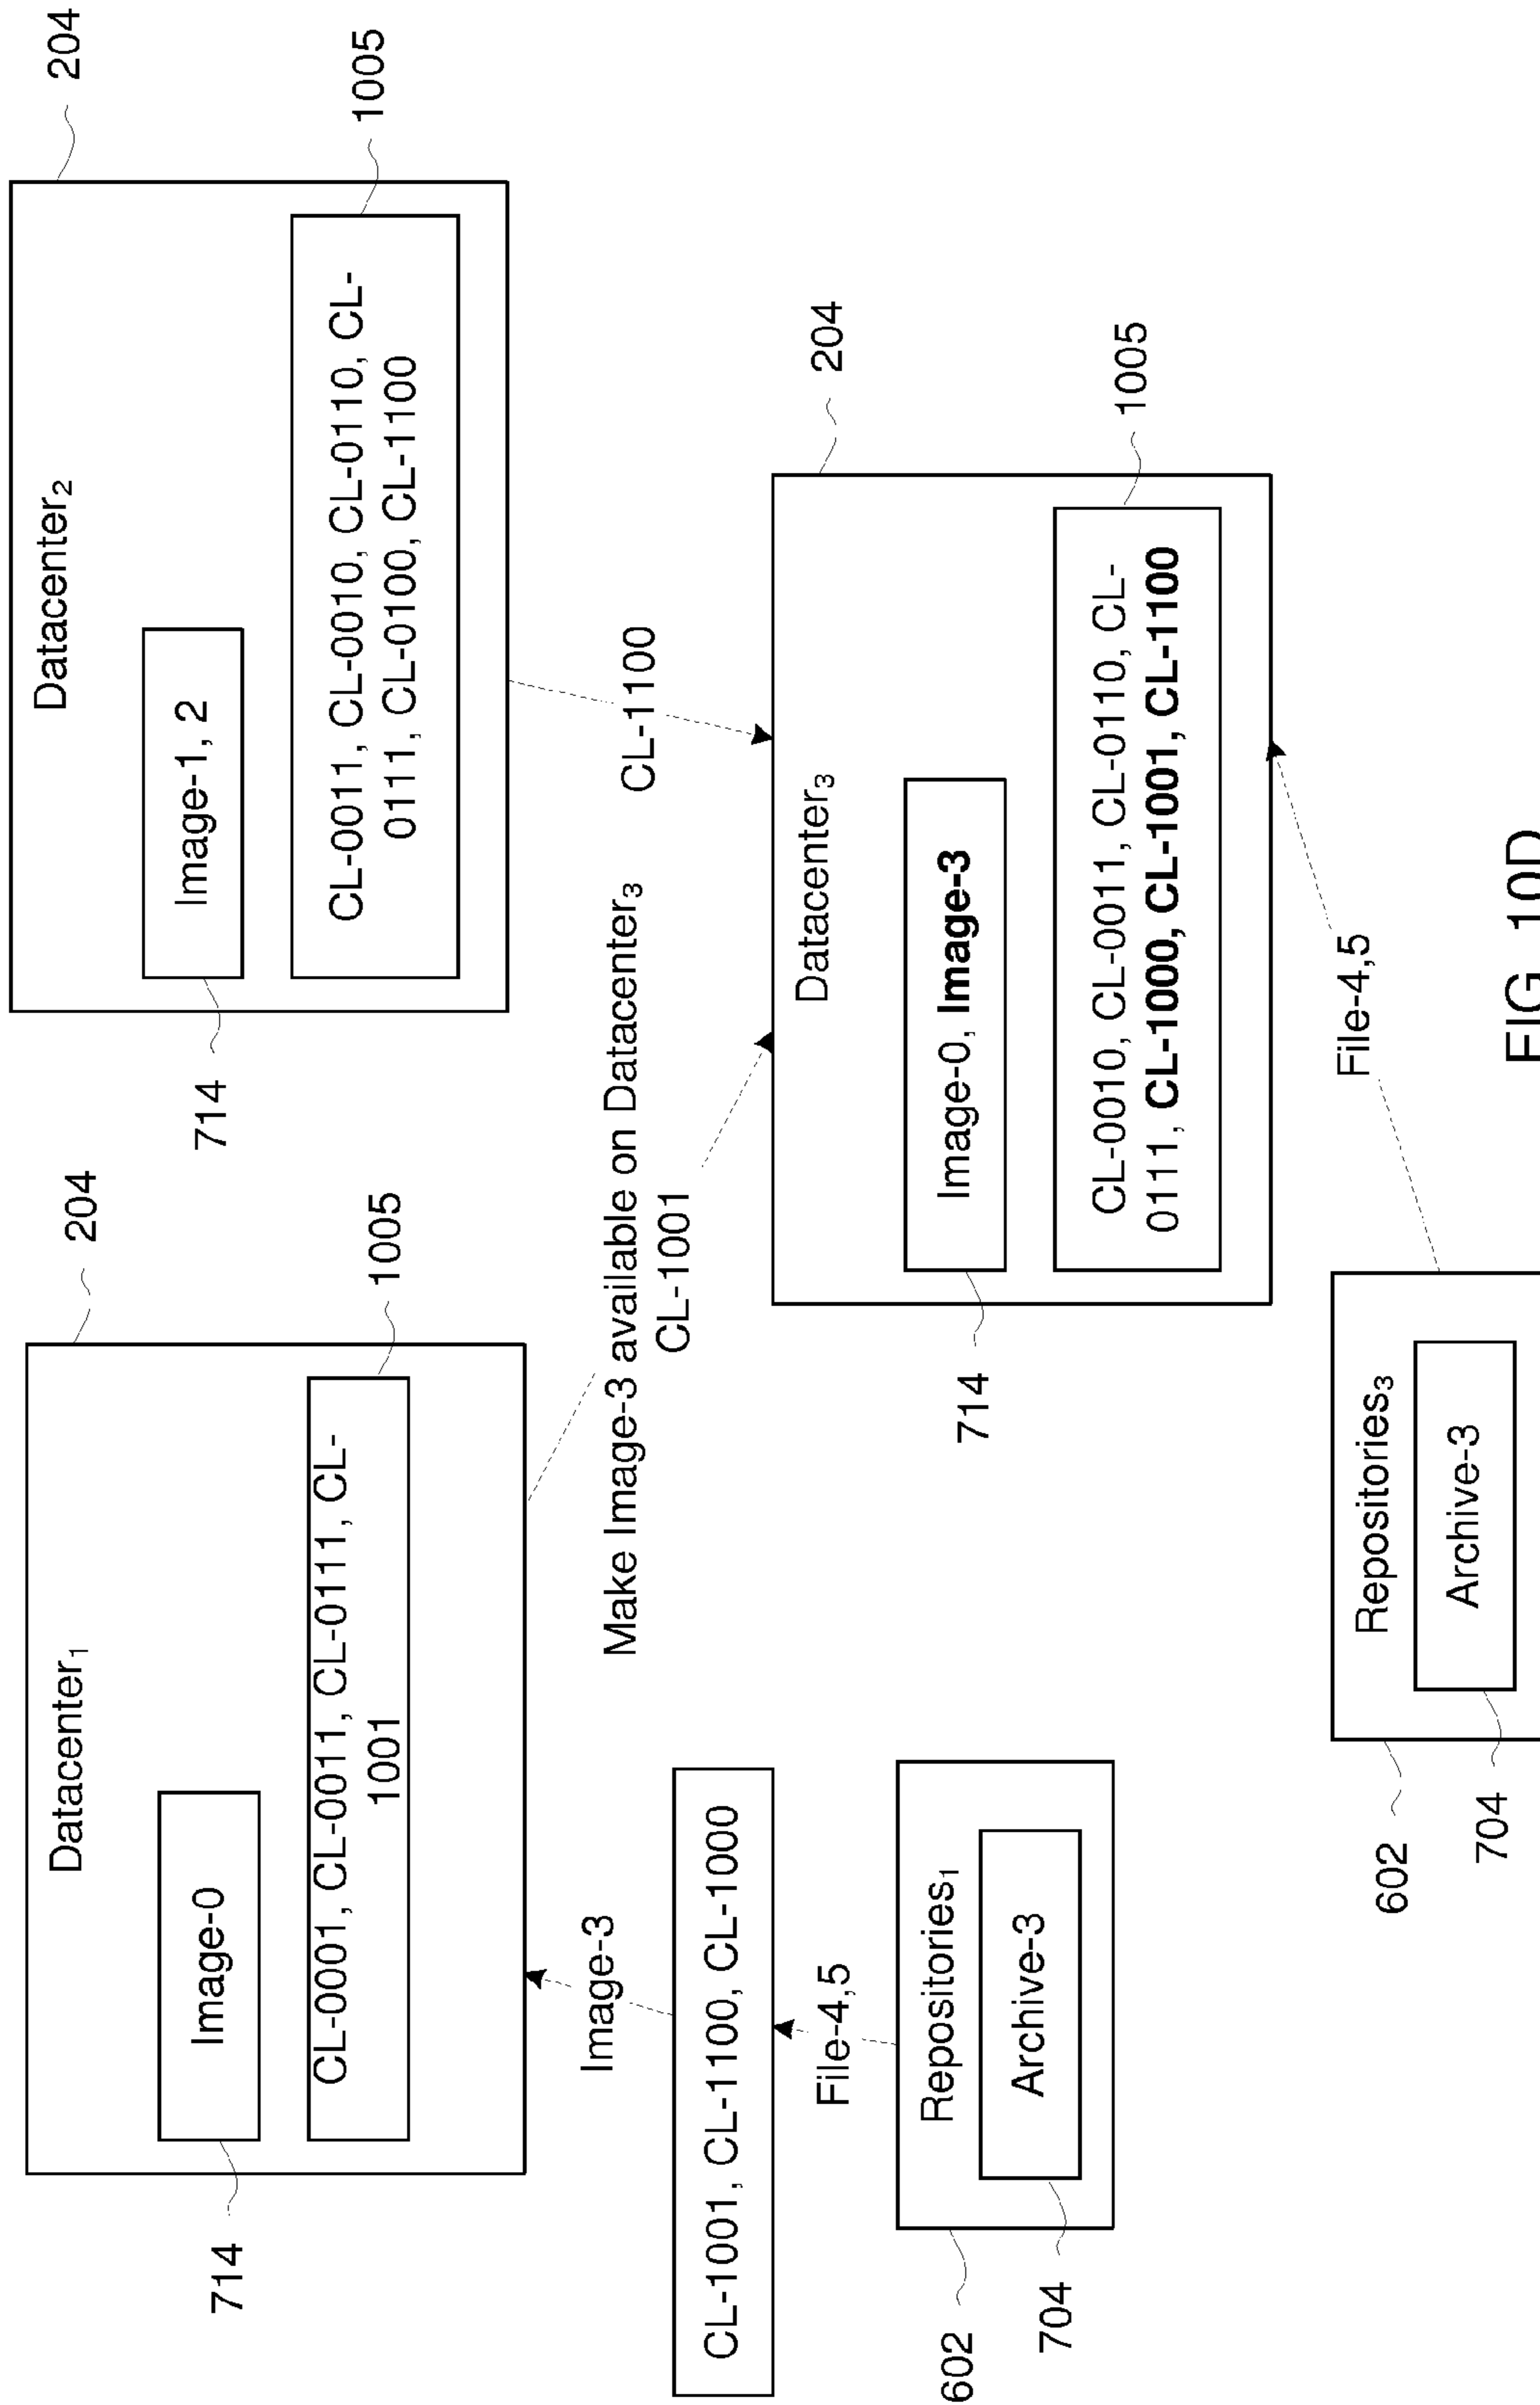 Datacenter₁
204
Image-0
714
CL-0001, CL-0011, CL-0111, CL-
1001
1005
Datacenter₂
204
Image-1, 2
714
CL-0011, CL-0010, CL-0110, CL-
0111, CL-0100, CL-1100
1005
Image-3
Make Image-3 available on Datacenter₃
CL-1001
CL-1100
CL-1001, CL-1100, CL-1000
File-4,5
Repositories₁
602
Archive-3
704
Datacenter₃
204
Image-0, Image-3
714
CL-0010, CL-0011, CL-0110, CL-
0111, CL-1000, CL-1001, CL-1100
1005
File-4,5
Repositories₃
602
Archive-3
704
FIG. 10D